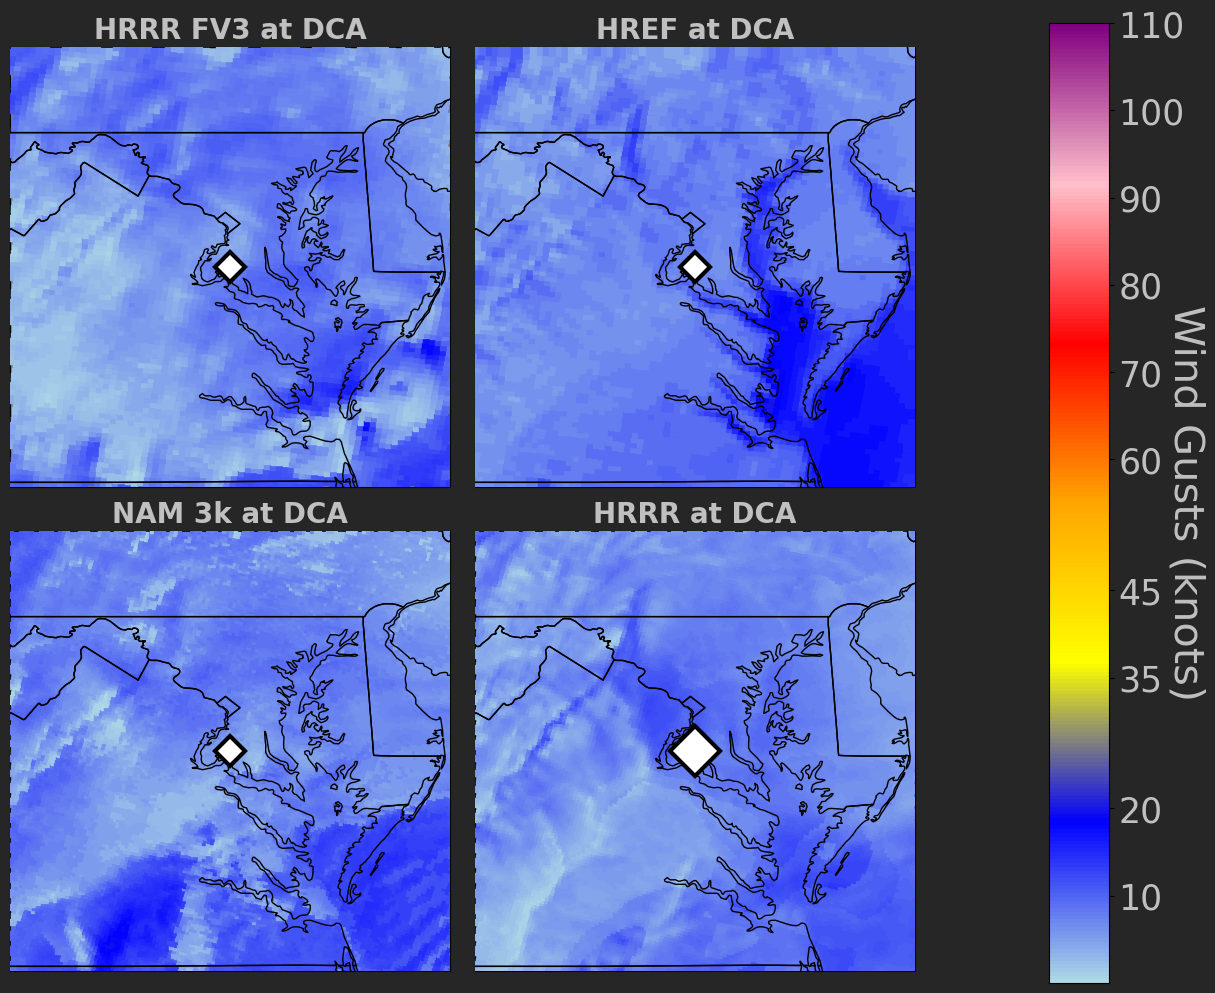 HRRR FV3 at DCA
HREF at DCA
NAM 3k at DCA
HRRR at DCA
110
100
90
80
70
60
45
35
20
10
Wind Gusts (knots)